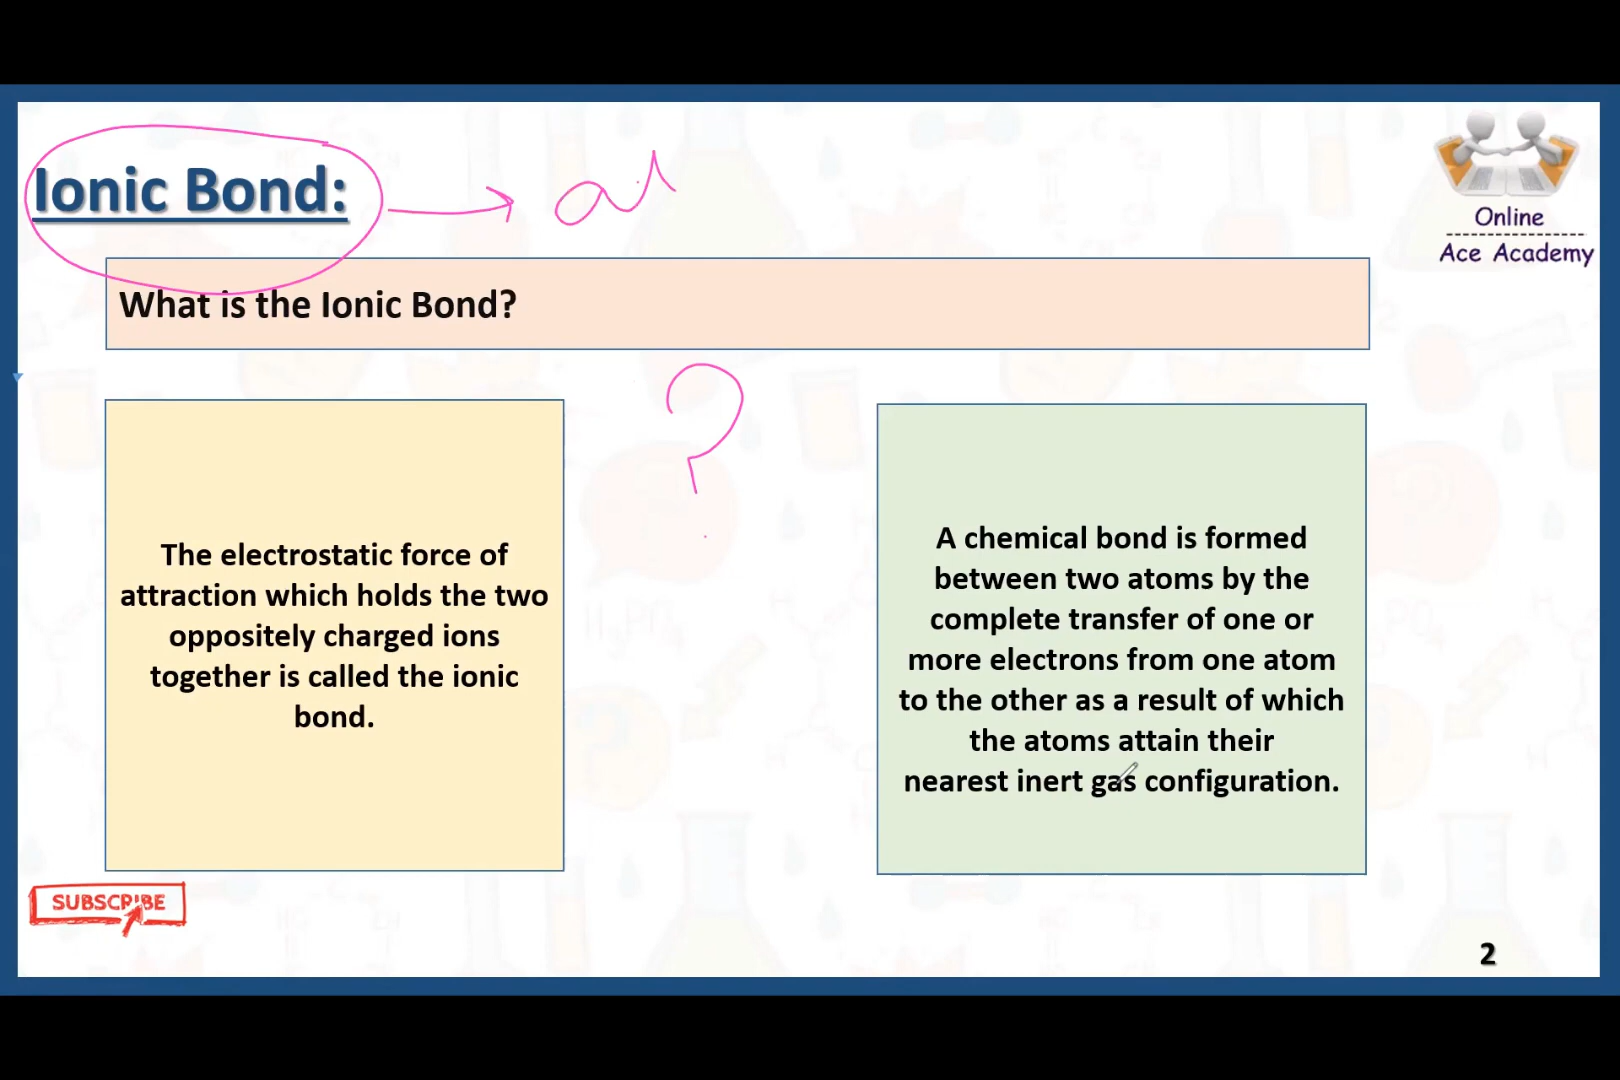 Ionic Bond:
Online
Ace Academy
What is the Ionic Bond?
?
The electrostatic force of
attraction which holds the two
oppositely charged ions
together is called the ionic
bond.
A chemical bond is formed
between two atoms by the
complete transfer of one or
more electrons from one atom
to the other as a result of which
the atoms attain their
nearest inert gas configuration.
SUBSCRIBE
2